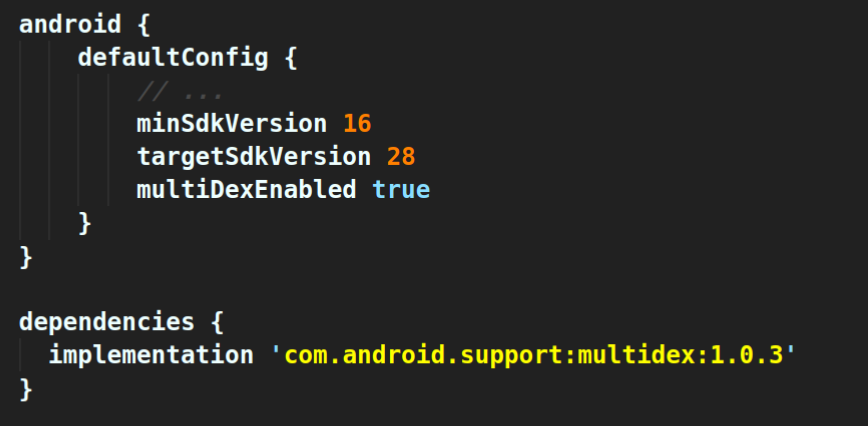 android {
    defaultConfig {
        // ...
        minSdkVersion 16
        targetSdkVersion 28
        multiDexEnabled true
    }
}
dependencies {
  implementation 'com.android.support:multidex:1.0.3'
}